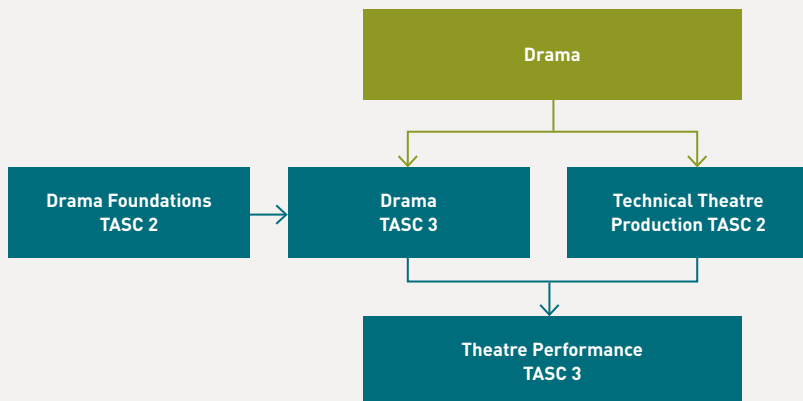 Drama
Drama Foundations
TASC 2
Drama
TASC 3
Technical Theatre
Production TASC 2
Theatre Performance
TASC 3